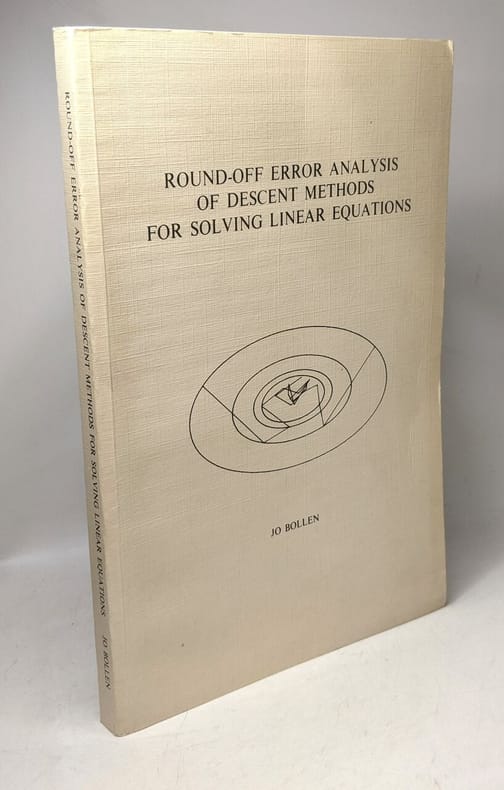 ROUND-OFF ERROR ANALYSIS OF DESCENT METHODS FOR SOLVING LINEAR EQUATIONS JO BOLLEN
ROUND-OFF ERROR ANALYSIS
OF DESCENT METHODS
FOR SOLVING LINEAR EQUATIONS
JO BOLLEN